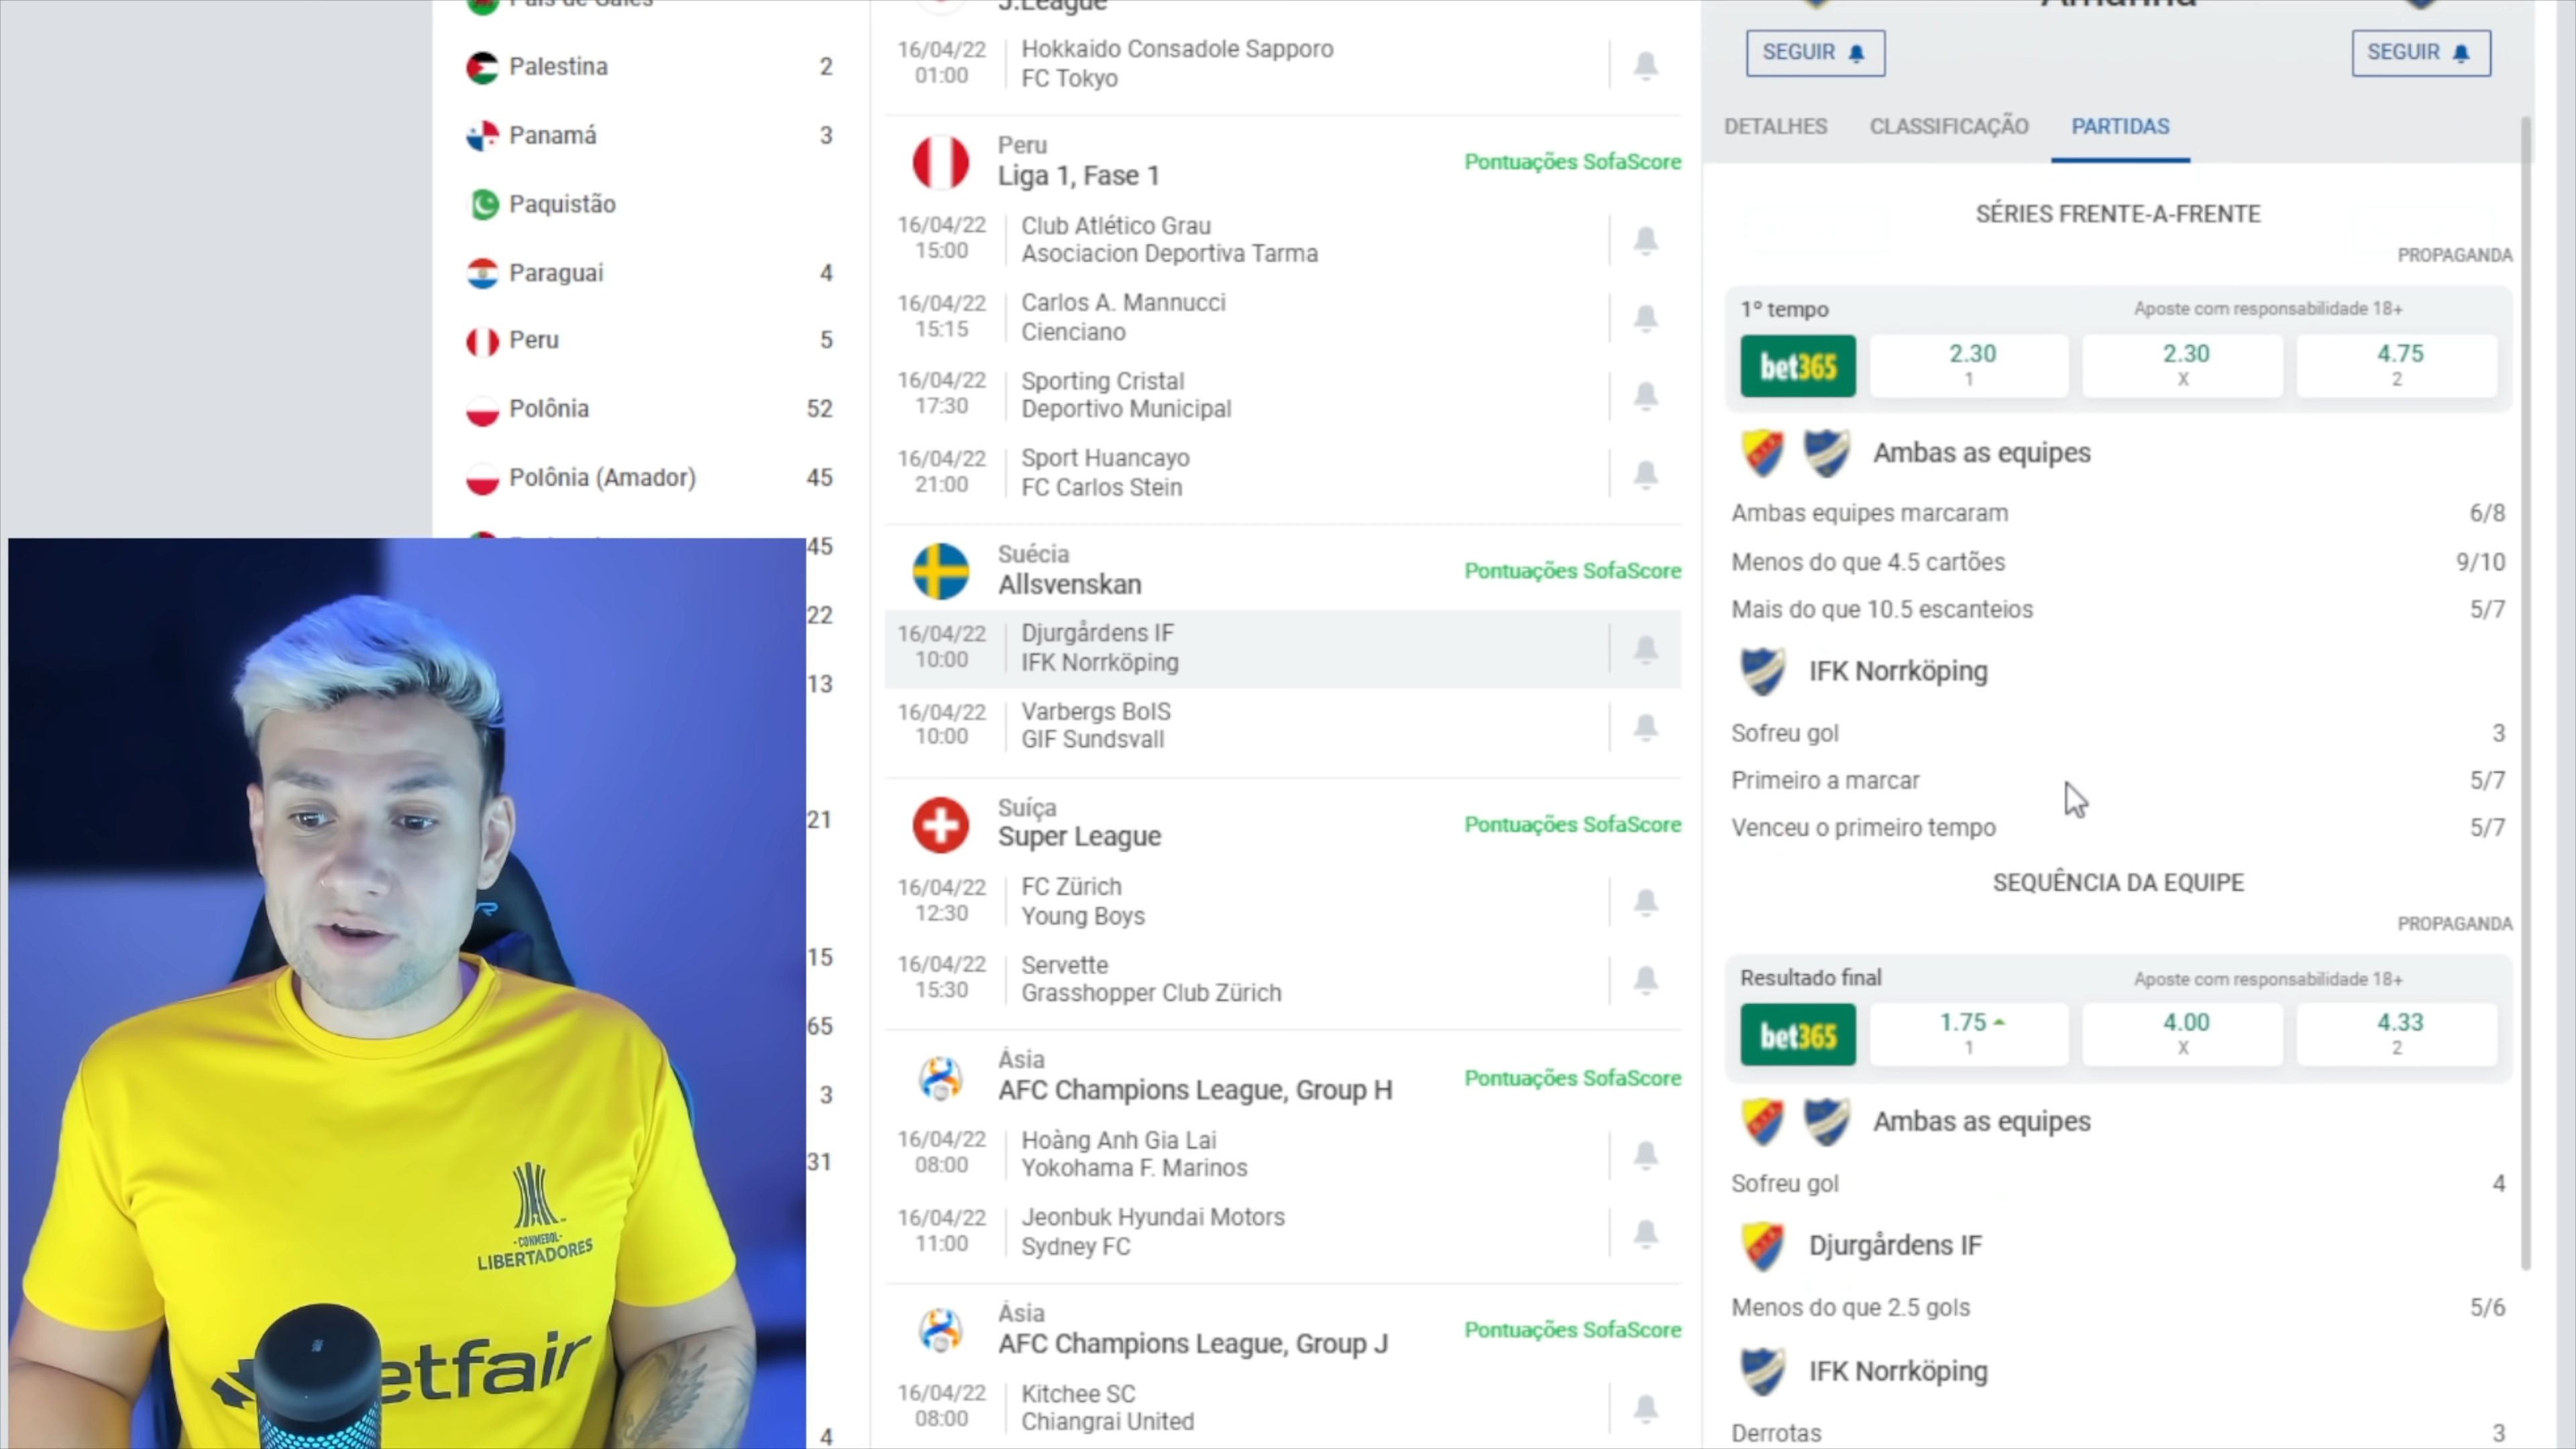 Palestina 2
Panamá 3
Paquistão
Paraguai 4
Peru 5
Polônia 52
Polônia (Amador) 45
45
22
13
21
15
65
3
31
4
CONMEBOL
LIBERTADORES
etfair
J.League
16/04/22 Hokkaido Consadole Sapporo
01:00 FC Tokyo
Peru
Liga 1, Fase 1
Pontuações SofaScore
16/04/22 Club Atlético Grau
15:00 Asociacion Deportiva Tarma
16/04/22 Carlos A. Mannucci
15:15 Cienciano
16/04/22 Sporting Cristal
17:30 Deportivo Municipal
16/04/22 Sport Huancayo
21:00 FC Carlos Stein
Suécia
Allsvenskan
Pontuações SofaScore
16/04/22 Djurgårdens IF
10:00 IFK Norrköping
16/04/22 Varbergs BoIS
10:00 GIF Sundsvall
Suíça
Super League
Pontuações SofaScore
16/04/22 FC Zürich
12:30 Young Boys
16/04/22 Servette
15:30 Grasshopper Club Zürich
Ásia
AFC Champions League, Group H
Pontuações SofaScore
16/04/22 Hoàng Anh Gia Lai
08:00 Yokohama F. Marinos
16/04/22 Jeonbuk Hyundai Motors
11:00 Sydney FC
Ásia
AFC Champions League, Group J
Pontuações SofaScore
16/04/22 Kitchee SC
08:00 Chiangrai United
SEGUIR SEGUIR
DETALHES CLASSIFICAÇÃO PARTIDAS
SÉRIES FRENTE-A-FRENTE
PROPAGANDA
1º tempo Aposte com responsabilidade 18+
bet365 2.30 2.30 4.75
1 X 2
Ambas as equipes
Ambas equipes marcaram 6/8
Menos do que 4.5 cartões 9/10
Mais do que 10.5 escanteios 5/7
IFK Norrköping
Sofreu gol 3
Primeiro a marcar 5/7
Venceu o primeiro tempo 5/7
SEQUÊNCIA DA EQUIPE
PROPAGANDA
Resultado final Aposte com responsabilidade 18+
bet365 1.75 4.00 4.33
1 X 2
Ambas as equipes
Sofreu gol 4
Djurgårdens IF
Menos do que 2.5 gols 5/6
IFK Norrköping
Derrotas 3